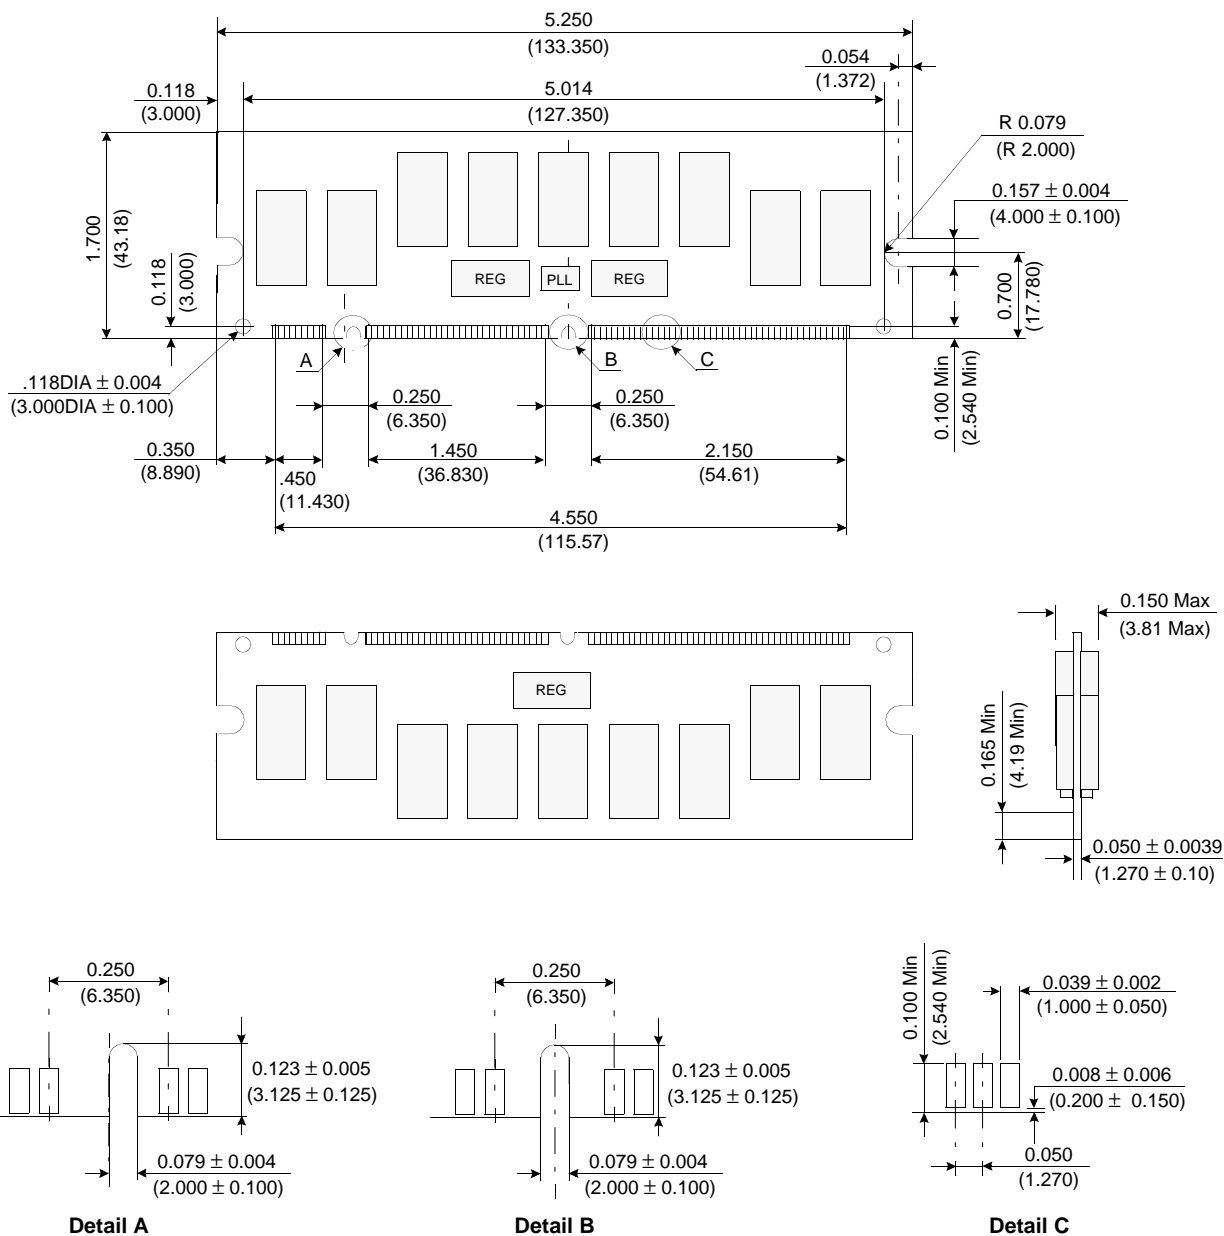 5.250
(133.350)
0.054
(1.372)
0.118
(3.000)
5.014
(127.350)
R 0.079
(R 2.000)
0.157 ± 0.004
(4.000 ± 0.100)
1.700
(43.18)
0.118
(3.000)
REG
PLL
REG
0.700
(17.780)
A
B
C
.118DIA ± 0.004
(3.000DIA ± 0.100)
0.250
(6.350)
0.250
(6.350)
0.100 Min
(2.540 Min)
0.350
(8.890)
.450
(11.430)
1.450
(36.830)
2.150
(54.61)
4.550
(115.57)
0.150 Max
(3.81 Max)
REG
0.165 Min
(4.19 Min)
0.050 ± 0.0039
(1.270 ± 0.10)
0.250
(6.350)
0.123 ± 0.005
(3.125 ± 0.125)
0.079 ± 0.004
(2.000 ± 0.100)
Detail A
0.250
(6.350)
0.123 ± 0.005
(3.125 ± 0.125)
0.079 ± 0.004
(2.000 ± 0.100)
Detail B
0.100 Min
(2.540 Min)
0.039 ± 0.002
(1.000 ± 0.050)
0.008 ± 0.006
(0.200 ± 0.150)
0.050
(1.270)
Detail C